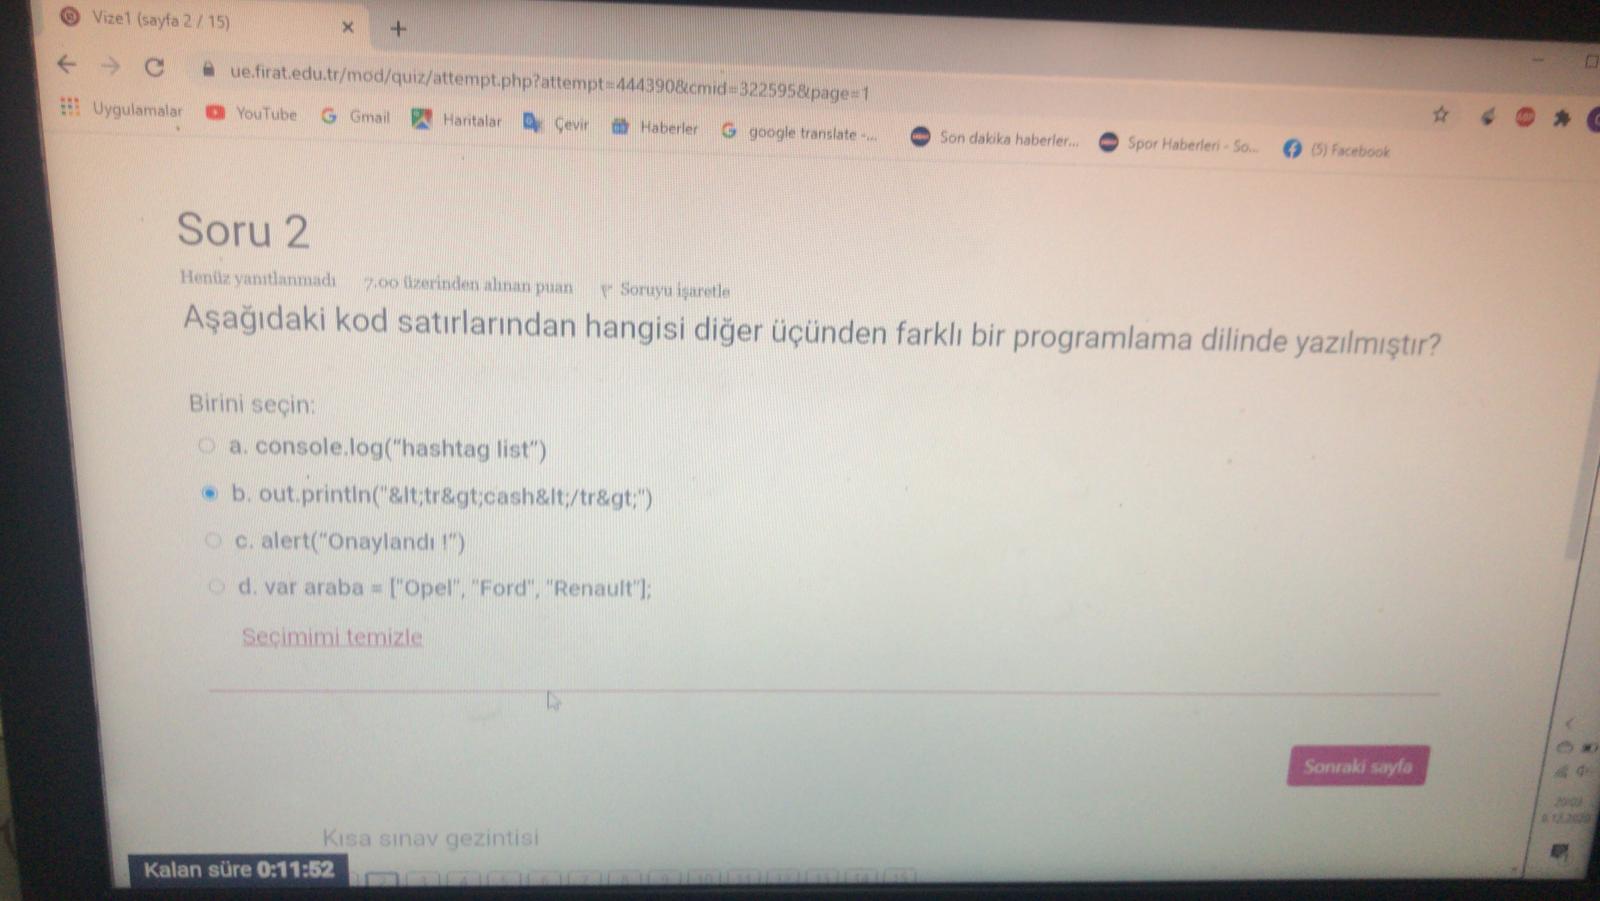 Vize1 (sayfa 2 / 15)
ue.firat.edu.tr/mod/quiz/attempt.php?attempt=444390&cmid=322595&page=1
Uygulamalar YouTube Gmail Haritalar Çevir Haberler google translate -... Son dakika haberler... Spor Haberleri - So... (5) Facebook
Soru 2
Henüz yanıtlanmadı 7.00 üzerinden alınan puan Soruyu işaretle
Aşağıdaki kod satırlarından hangisi diğer üçünden farklı bir programlama dilinde yazılmıştır?
Birini seçin:
a. console.log("hashtag list")
b. out.println("&lt;tr&gt;cash&lt;/tr&gt;")
c. alert("Onaylandı !")
d. var araba = ["Opel", "Ford", "Renault"];
Seçimimi temizle
Sonraki sayfa
Kısa sınav gezintisi
Kalan süre 0:11:52